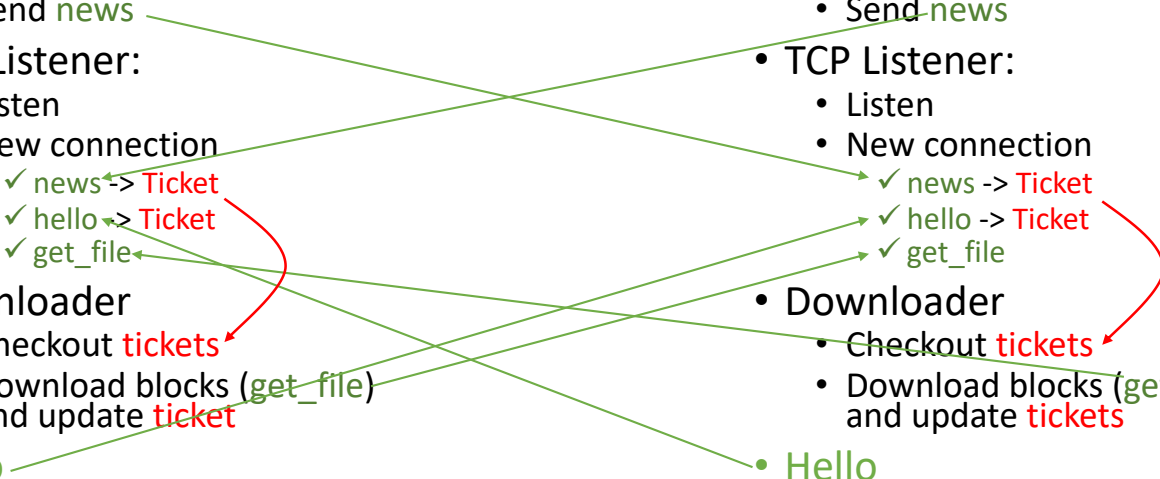 end news
Listener:
sten
ew connection
✓ news -> Ticket
✓ hello -> Ticket
✓ get_file
nloader
heckout tickets
ownload blocks (get_file)
nd update ticket
• Send news
• TCP Listener:
• Listen
• New connection
✓ news -> Ticket
✓ hello -> Ticket
✓ get_file
• Downloader
• Checkout tickets
• Download blocks (ge
and update tickets
• Hello